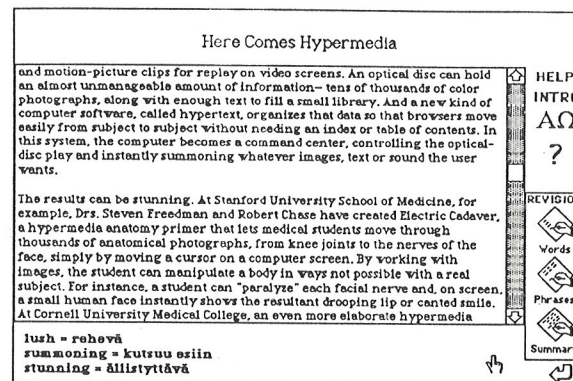 Here Comes Hypermedia
and motion-picture clips for replay on video screens. An optical disc can hold
an almost unmanageable amount of information- tens of thousands of color
photographs, along with enough text to fill a small library. And a new kind of
computer software, called hypertext, organizes that data so that browsers move
easily from subject to subject without needing an index or table of contents. In
this system, the computer becomes a command center, controlling the optical-
disc play and instantly summoning whatever images, text or sound the user
wants.
The results can be stunning. At Stanford University School of Medicine, for
example, Drs. Steven Freedman and Robert Chase have created Electric Cadaver,
a hypermedia anatomy primer that lets medical students move through
thousands of anatomical photographs, from knee joints to the nerves of the
face, simply by moving a cursor on a computer screen. By working with
images, the student can manipulate a body in ways not possible with a real
subject. For instance, a student can "paralyze" each facial nerve and, on screen,
a small human face instantly shows the resultant drooping lip or canted smile.
At Cornell University Medical College, an even more elaborate hypermedia
lush = rehevä
summoning = kutsuu esiin
stunning = ällistyttävä
HELP
INTR
ΑΩ
?
REVISION
Words
Phrases
Summar